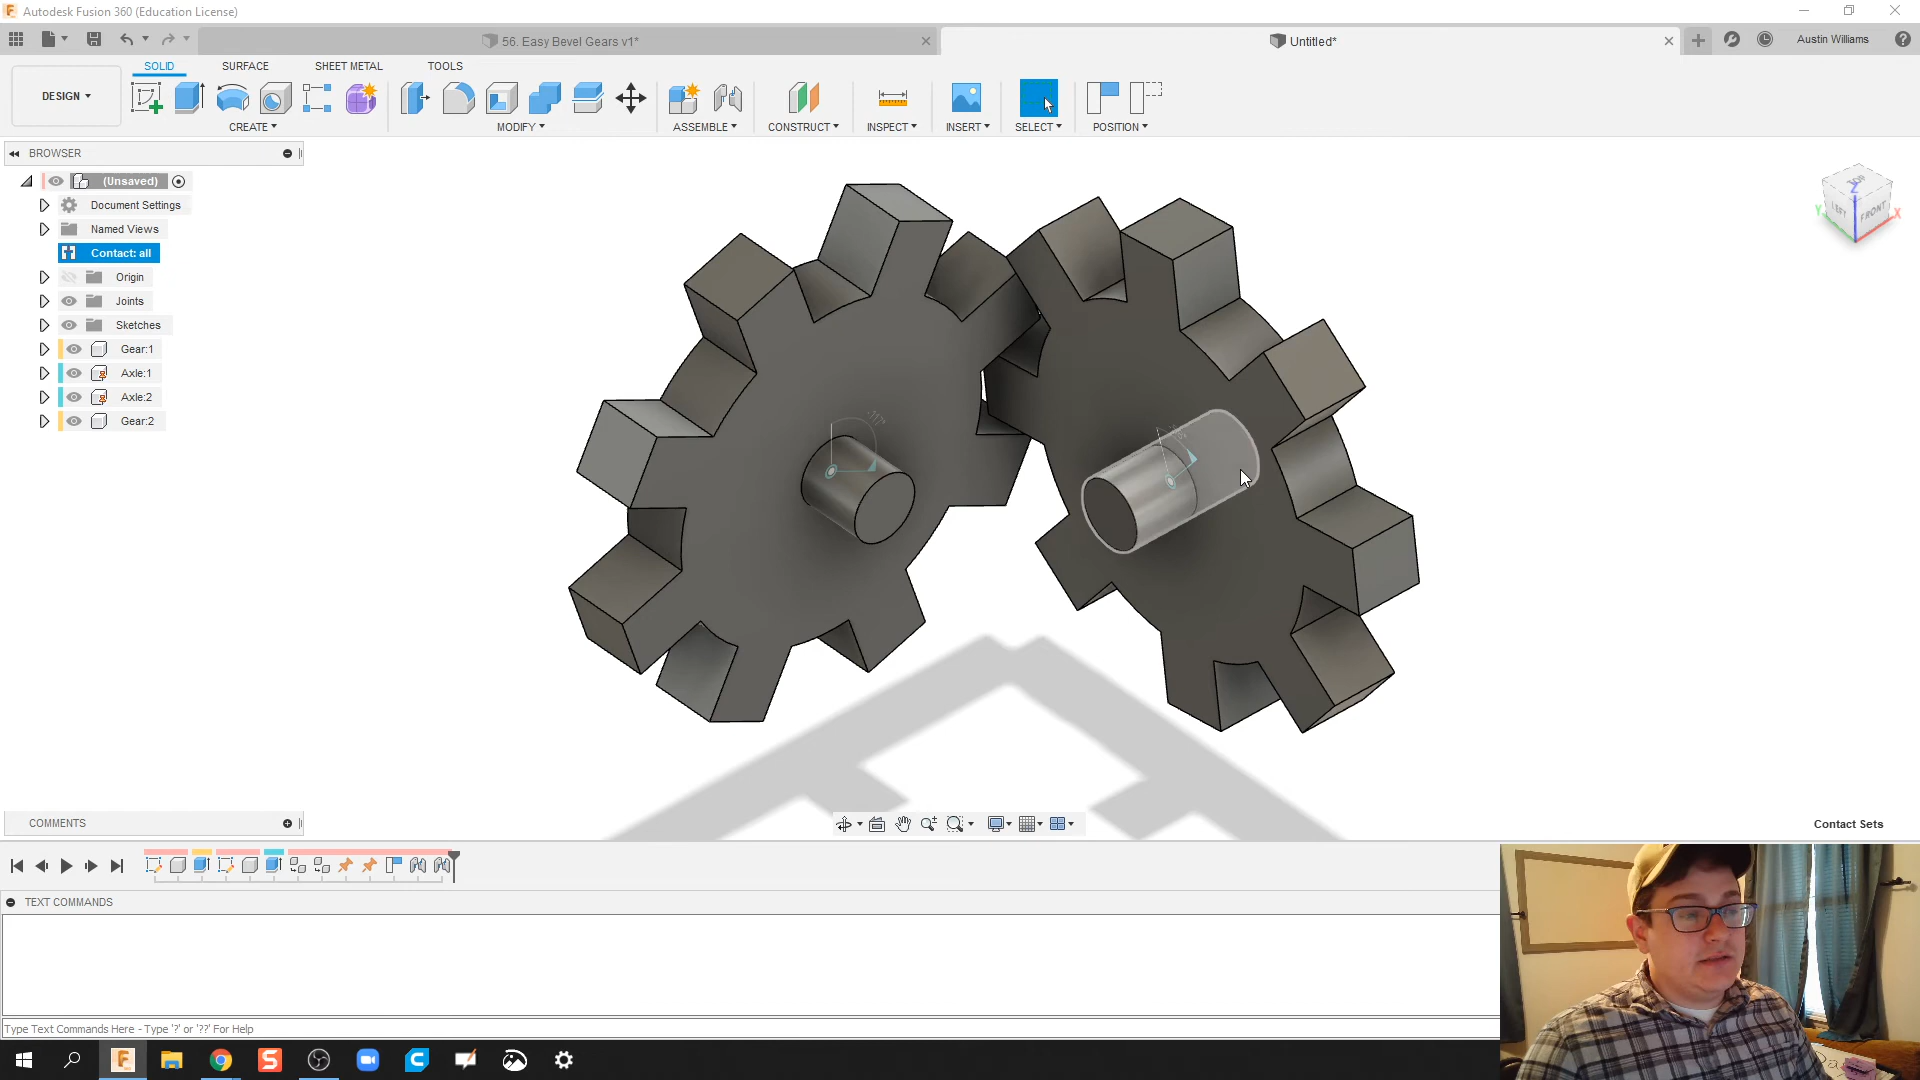 Autodesk Fusion 360 (Education License)
56. Easy Bevel Gears v1*
Untitled*
Austin Williams
DESIGN
SOLID SURFACE SHEET METAL TOOLS
CREATE MODIFY ASSEMBLE CONSTRUCT INSPECT INSERT SELECT POSITION
BROWSER
(Unsaved)
Document Settings
Named Views
Contact: all
Origin
Joints
Sketches
Gear:1
Axle:1
Axle:2
Gear:2
LEFT
FRONT
Z
Y
X
COMMENTS
Contact Sets
TEXT COMMANDS
Type Text Commands Here - Type '?' or '??' For Help